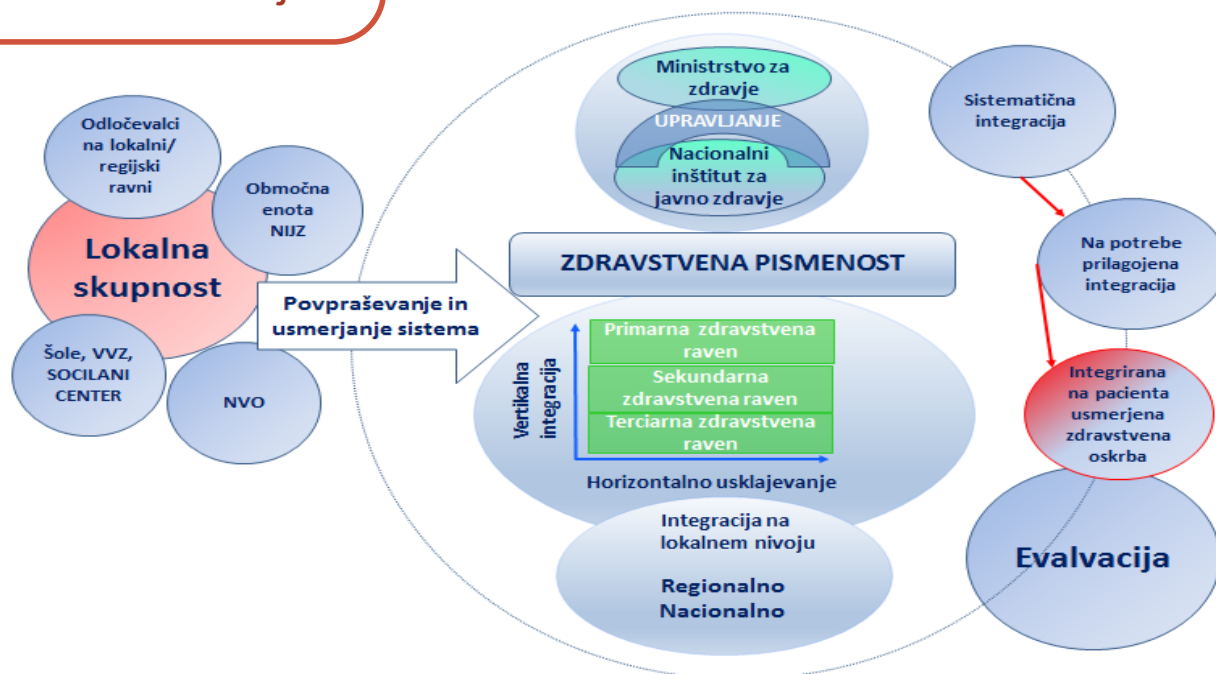 Odločevalci
na lokalni/
regijski
ravni
Območna
enota
NIJZ
Lokalna
skupnost
Šole, VVZ,
SOCILANI
CENTER
NVO
Povpraševanje in
usmerjanje sistema
Ministrstvo za
zdravje
UPRAVLJANJE
Nacionalni
inštitut za
javno zdravje
ZDRAVSTVENA PISMENOST
Vertikalna
integracija
Primarna zdravstvena
raven
Sekundarna
zdravstvena raven
Terciarna zdravstvena
raven
Horizontalno usklajevanje
Integracija na
lokalnem nivoju
Regionalno
Nacionalno
Sistematična
integracija
Na potrebe
prilagojena
integracija
Integrirana
na pacienta
usmerjena
zdravstvena
oskrba
Evalvacija